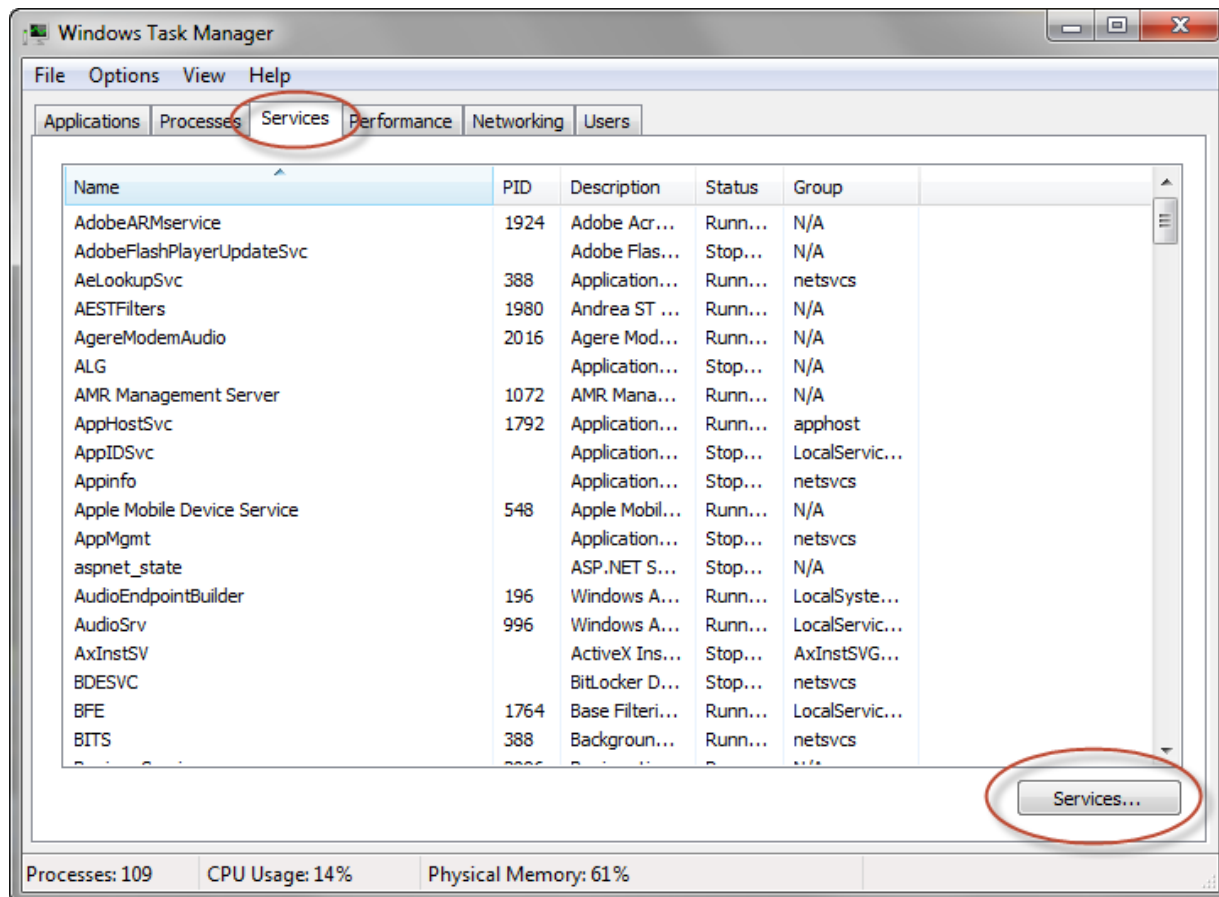 Windows Task Manager
File Options View Help
Applications Processes Services Performance Networking Users
Name PID Description Status Group
AdobeARMservice 1924 Adobe Acr... Runn... N/A
AdobeFlashPlayerUpdateSvc Adobe Flas... Stop... N/A
AeLookupSvc 388 Application... Runn... netsvcs
AESTFilters 1980 Andrea ST ... Runn... N/A
AgereModemAudio 2016 Agere Mod... Runn... N/A
ALG Application... Stop... N/A
AMR Management Server 1072 AMR Mana... Runn... N/A
AppHostSvc 1792 Application... Runn... apphost
AppIDSvc Application... Stop... LocalServic...
Appinfo Application... Stop... netsvcs
Apple Mobile Device Service 548 Apple Mobil... Runn... N/A
AppMgmt Application... Stop... netsvcs
aspnet_state ASP.NET S... Stop... N/A
AudioEndpointBuilder 196 Windows A... Runn... LocalSyste...
AudioSrv 996 Windows A... Runn... LocalServic...
AxInstSV ActiveX Ins... Stop... AxInstSVG...
BDESVC BitLocker D... Stop... netsvcs
BFE 1764 Base Filteri... Runn... LocalServic...
BITS 388 Backgroun... Runn... netsvcs
Services...
Processes: 109 CPU Usage: 14% Physical Memory: 61%